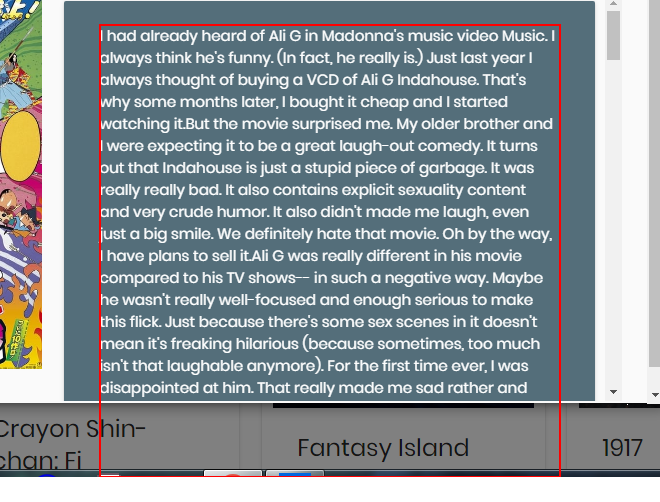 I had already heard of Ali G in Madonna's music video Music. I
always think he's funny. (In fact, he really is.) Just last year I
always thought of buying a VCD of Ali G Indahouse. That's
why some months later, I bought it cheap and I started
watching it.But the movie surprised me. My older brother and
I were expecting it to be a great laugh-out comedy. It turns
out that Indahouse is just a stupid piece of garbage. It was
really really bad. It also contains explicit sexuality content
and very crude humor. It also didn't made me laugh, even
just a big smile. We definitely hate that movie. Oh by the way,
I have plans to sell it.Ali G was really different in his movie
compared to his TV shows-- in such a negative way. Maybe
he wasn't really well-focused and enough serious to make
this flick. Just because there's some sex scenes in it doesn't
mean it's freaking hilarious (because sometimes, too much
isn't that laughable anymore). For the first time ever, I was
disappointed at him. That really made me sad rather and
Crayon Shin-
chan: Fi
Fantasy Island
1917